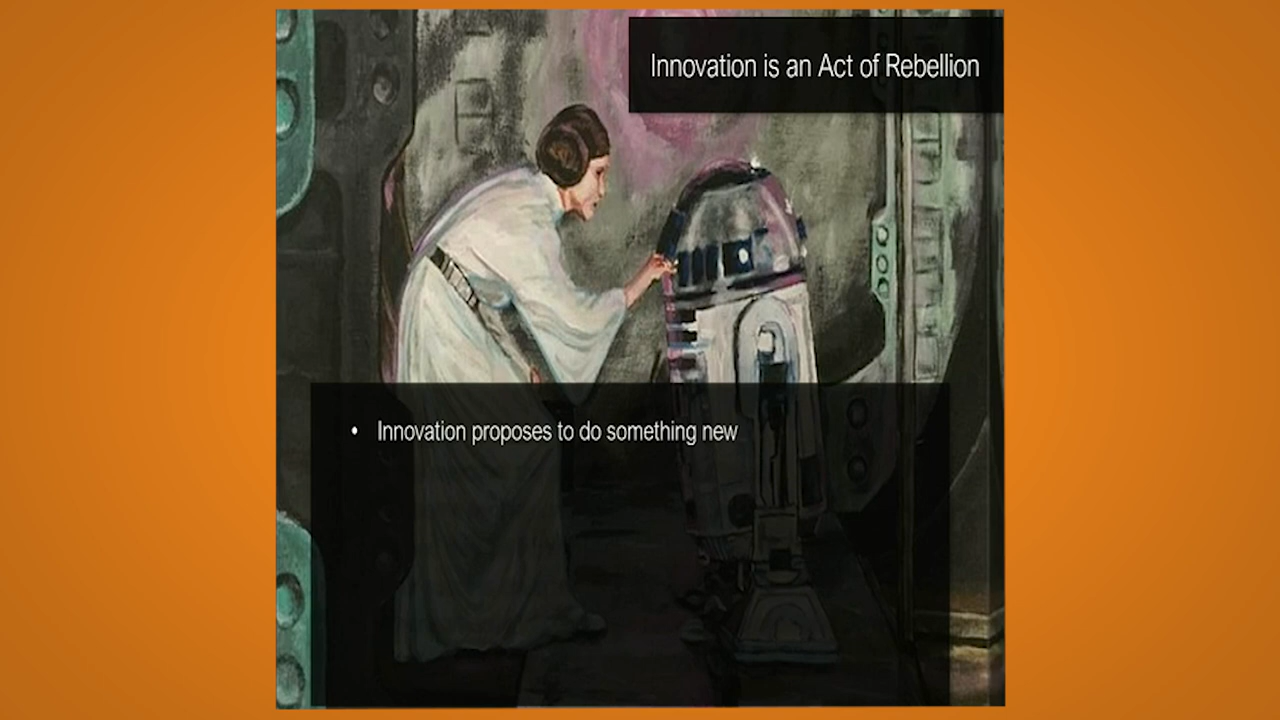 Innovation is an Act of Rebellion
• Innovation proposes to do something new